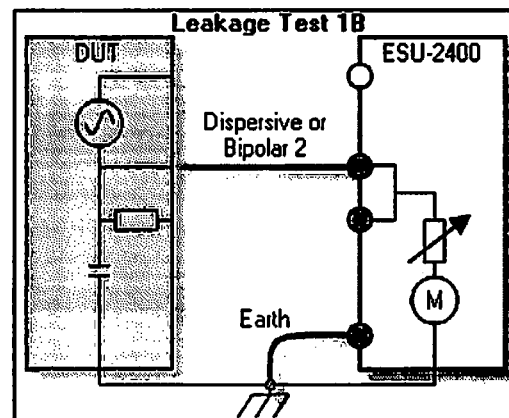 Leakage Test 1B
DUT
ESU-2400
Dispersive or
Bipolar 2
M
Earth